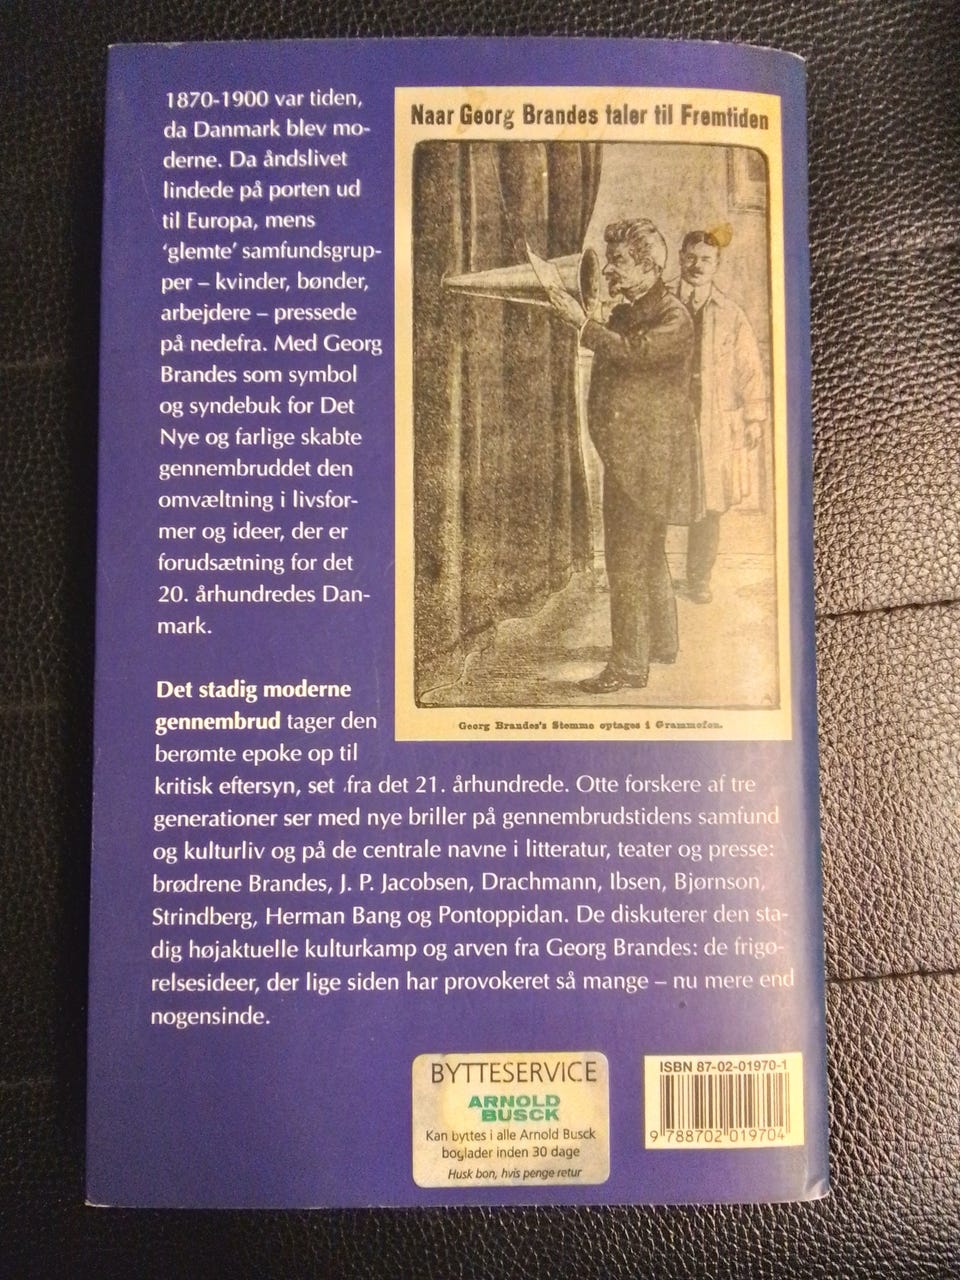 1870-1900 var tiden,
da Danmark blev mo-
derne. Da åndslivet
lindede på porten ud
til Europa, mens
‘glemte’ samfundsgrup-
per – kvinder, bønder,
arbejdere – pressede
på nedefra. Med Georg
Brandes som symbol
og syndebuk for Det
Nye og farlige skabte
gennembruddet den
omvæltning i livsfor-
mer og ideer, der er
forudsætning for det
20. århundredes Dan-
mark.
Naar Georg Brandes taler til Fremtiden
Georg Brandes's Stemme optages i Grammofon.
Det stadig moderne
gennembrud tager den
berømte epoke op til
kritisk eftersyn, set fra det 21. århundrede. Otte forskere af tre
generationer ser med nye briller på gennembrudstidens samfund
og kulturliv og på de centrale navne i litteratur, teater og presse:
brødrene Brandes, J. P. Jacobsen, Drachmann, Ibsen, Bjørnson,
Strindberg, Herman Bang og Pontoppidan. De diskuterer den sta-
dig højaktuelle kulturkamp og arven fra Georg Brandes: de frigø-
relsesideer, der lige siden har provokeret så mange – nu mere end
nogensinde.
BYTTESERVICE
ARNOLD
BUSCK
Kan byttes i alle Arnold Busck
boglader inden 30 dage
Husk bon, hvis penge retur
ISBN 87-02-01970-1
9 788702 019704